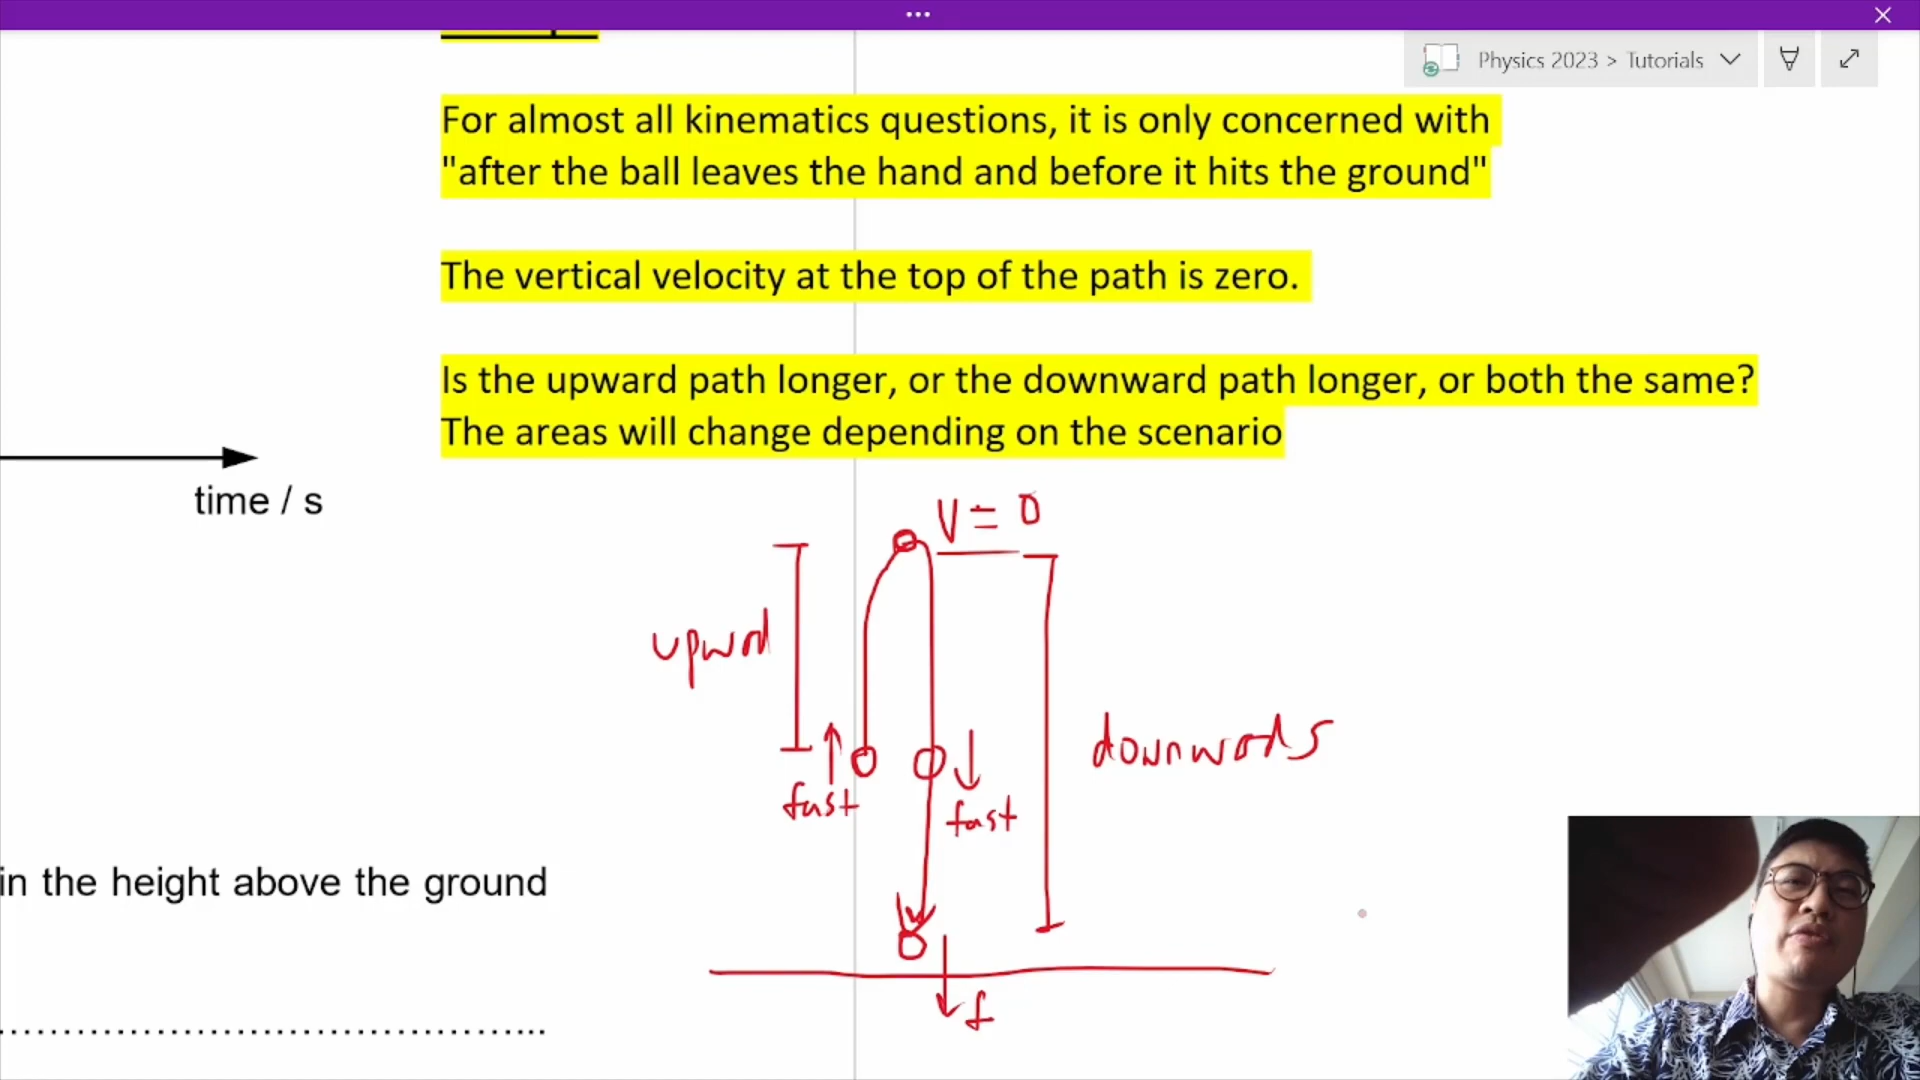 Physics 2023 > Tutorials
For almost all kinematics questions, it is only concerned with
"after the ball leaves the hand and before it hits the ground"
The vertical velocity at the top of the path is zero.
Is the upward path longer, or the downward path longer, or both the same?
The areas will change depending on the scenario
time / s
V = 0
upwrd
downwards
fast
fast
in the height above the ground
f